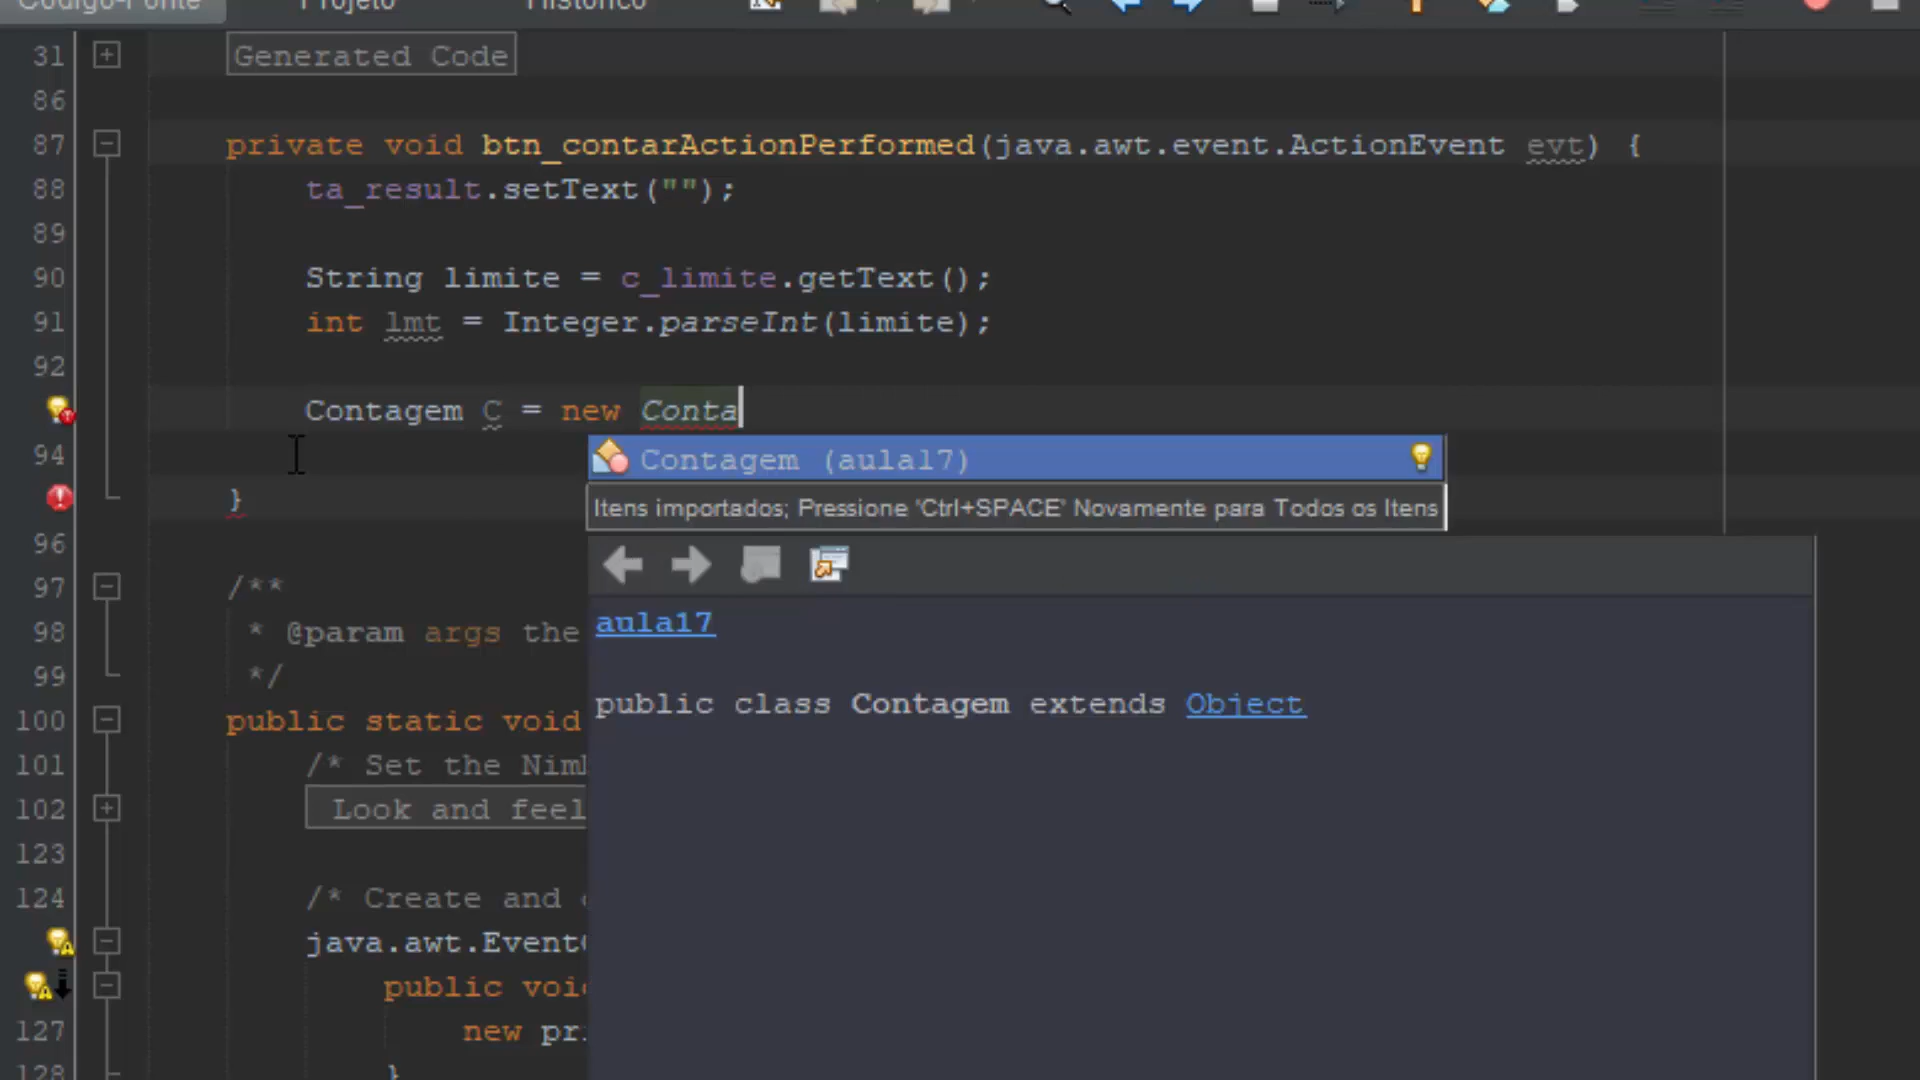 Código-Fonte Projeto Histórico
31 Generated Code
86
87 private void btn_contarActionPerformed(java.awt.event.ActionEvent evt) {
88 ta_result.setText("");
89
90 String limite = c_limite.getText();
91 int lmt = Integer.parseInt(limite);
92
Contagem C = new Conta
94 Contagem (aula17)
Itens importados; Pressione 'Ctrl+SPACE' Novamente para Todos os Itens
}
96
97 /**
98 * @param args the
99 */
aula17
public class Contagem extends Object
100 public static void
101 /* Set the Nim
102 Look and feel
123
124 /* Create and
java.awt.Event
public voi
127 new pr
128 }